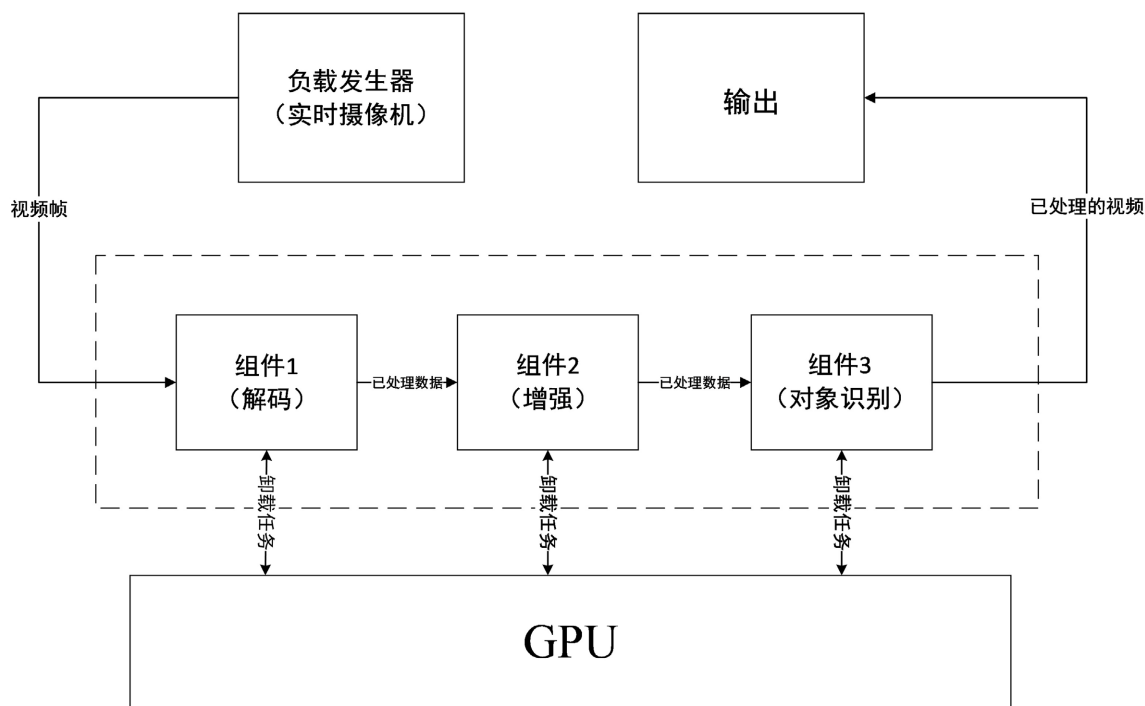 负载发生器
（实时摄像机）
输出
视频帧
已处理的视频
组件1
（解码）
已处理数据
组件2
（增强）
已处理数据
组件3
（对象识别）
卸载任务
卸载任务
卸载任务
GPU